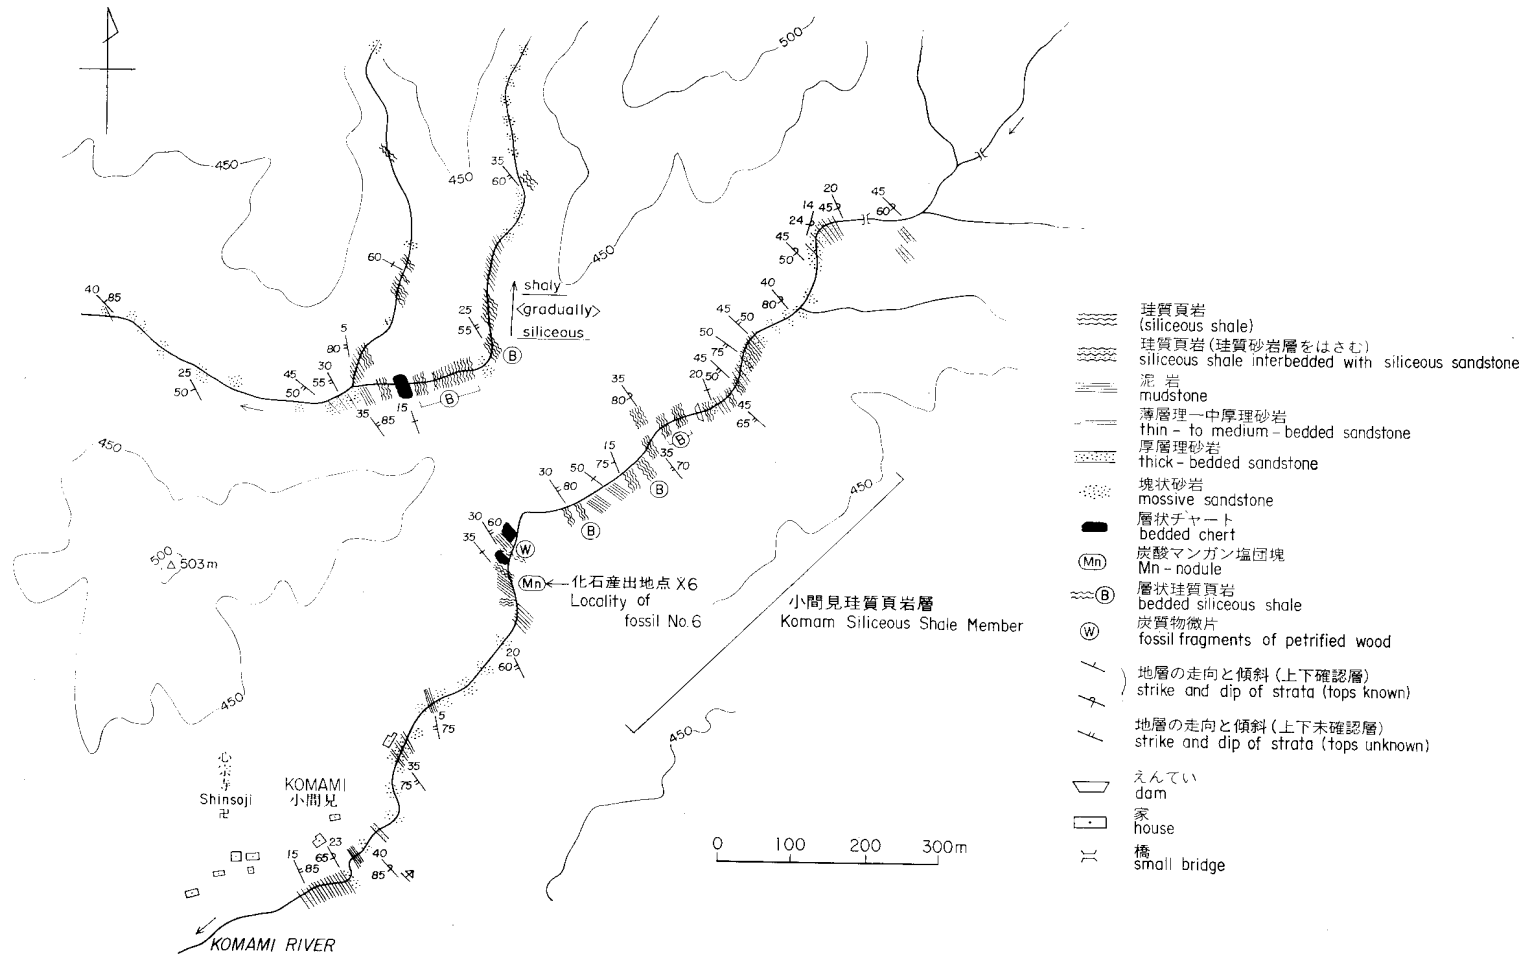 500
450
450
450
35
60
20
45
14
45
24
60
45
50
60
40
85
shaly
<gradually>
siliceous
25
55
B
40
80
45
50
50
75
45
20
50
5
80
30
55
45
50
25
50
35
85
15
B
35
80
45
65
B
35
70
15
75
50
30
80
B
B
450
450
30
60
35
W
Mn
化石産出地点 X6
Locality of
fossil No.6
500
503m
小間見珪質頁岩層
Komam Siliceous Shale Member
20
60
450
450
5
75
35
75
心宗寺
Shinsoji
卍
KOMAMI
小間見
23
65
15
85
40
85
KOMAMI RIVER
0 100 200 300m
珪質頁岩
(siliceous shale)
珪質頁岩(珪質砂岩層をはさむ)
siliceous shale interbedded with siliceous sandstone
泥 岩
mudstone
薄層理一中厚理砂岩
thin - to medium - bedded sandstone
厚層理砂岩
thick - bedded sandstone
塊状砂岩
mossive sandstone
層状チャート
bedded chert
Mn
炭酸マンガン塩団塊
Mn - nodule
B
層状珪質頁岩
bedded siliceous shale
W
炭質物微片
fossil fragments of petrified wood
地層の走向と傾斜(上下確認層)
strike and dip of strata (tops known)
地層の走向と傾斜(上下未確認層)
strike and dip of strata (tops unknown)
えんてい
dam
家
house
橋
small bridge